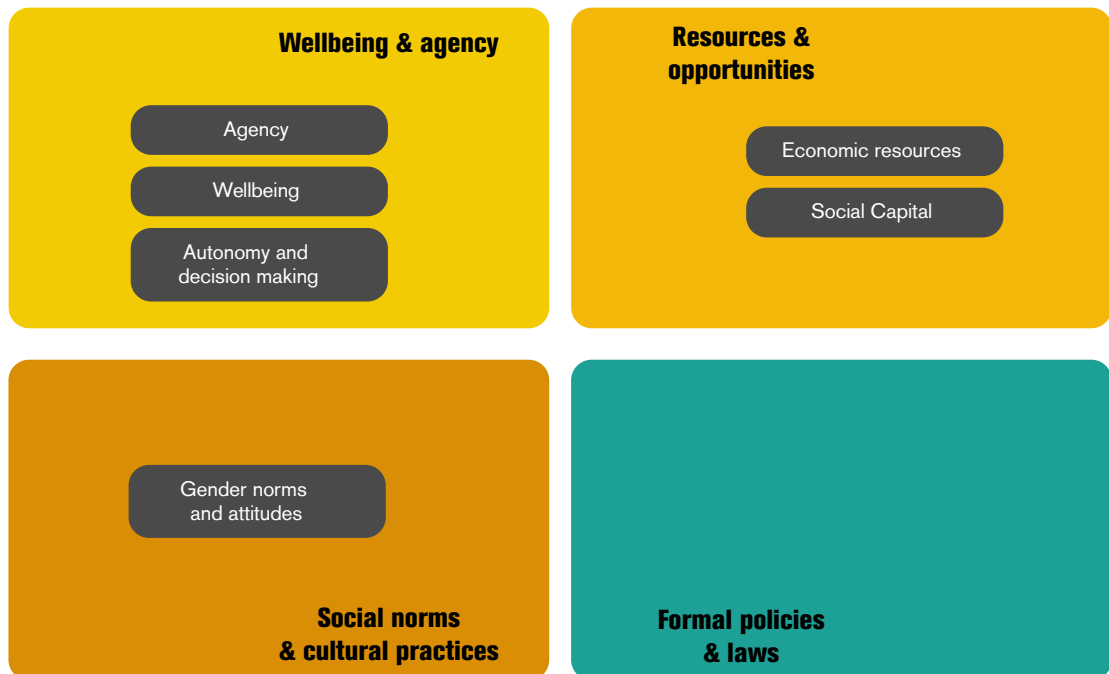 Wellbeing & agency
Agency
Wellbeing
Autonomy and
decision making
Resources &
opportunities
Economic resources
Social Capital
Gender norms
and attitudes
Social norms
& cultural practices
Formal policies
& laws